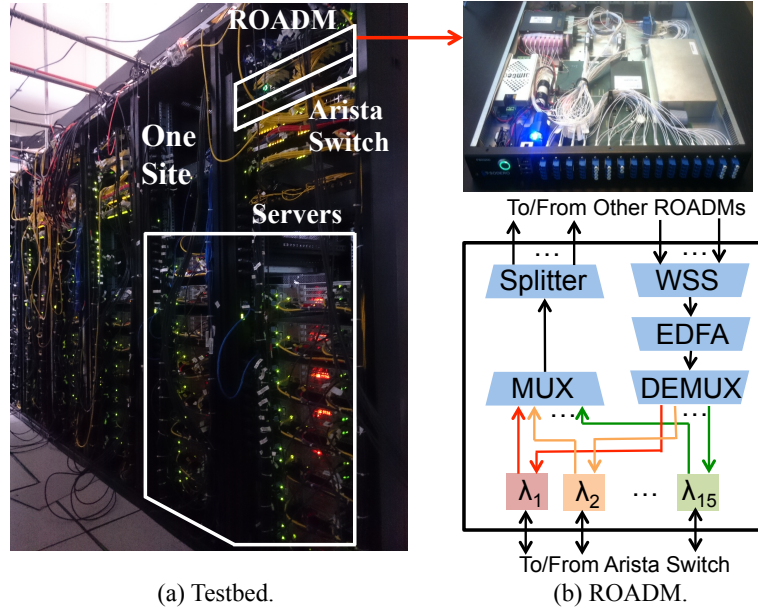 ROADM
Arista
Switch
One
Site
Servers
To/From Other ROADMs
...
...
Splitter
WSS
EDFA
MUX
DEMUX
...
...
λ1
λ2
...
λ15
To/From Arista Switch
(a) Testbed.
(b) ROADM.